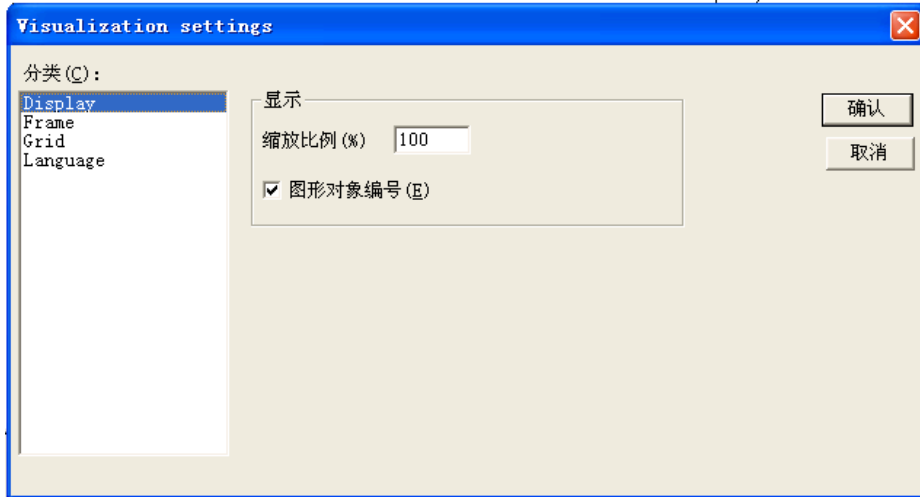 Visualization settings
分类(C):
Display
Frame
Grid
Language
显示
缩放比例(%) 100
图形对象编号(E)
确认
取消